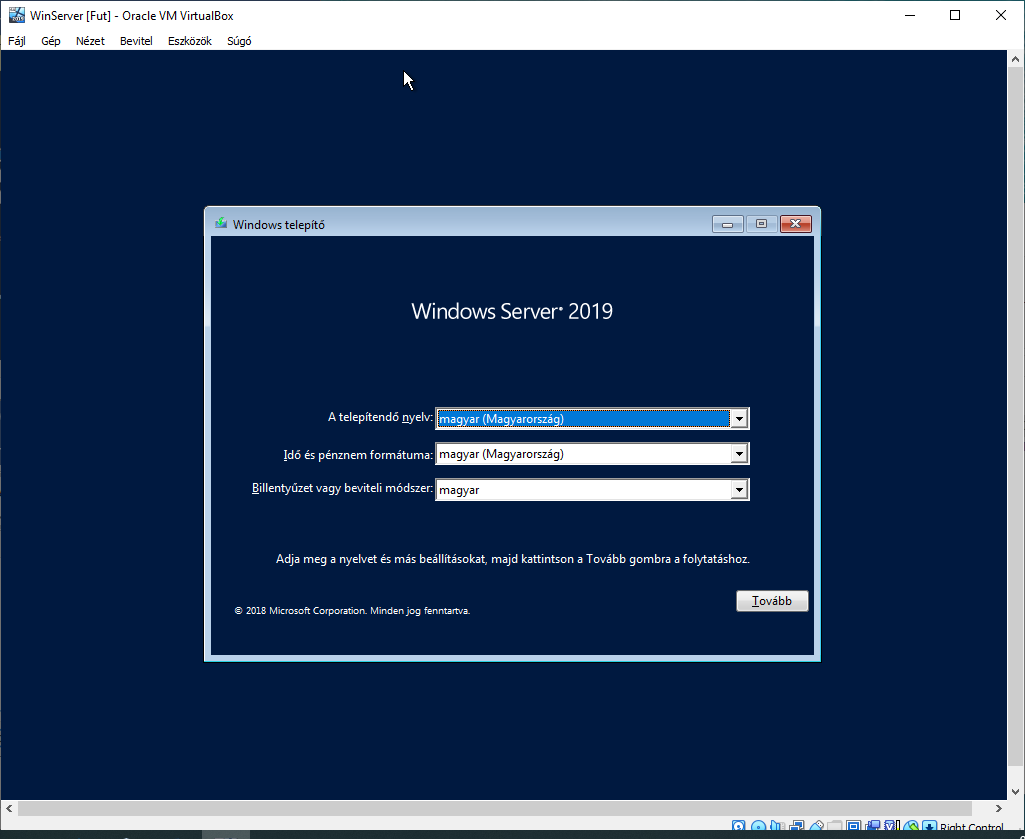 WinServer [Fut] - Oracle VM VirtualBox
Fájl Gép Nézet Bevitel Eszközök Súgó
Windows telepítő
Windows Server® 2019
A telepítendő nyelv: magyar (Magyarország)
Idő és pénznem formátuma: magyar (Magyarország)
Billentyűzet vagy beviteli módszer: magyar
Adja meg a nyelvet és más beállításokat, majd kattintson a Tovább gombra a folytatáshoz.
Tovább
© 2018 Microsoft Corporation. Minden jog fenntartva.
Right Control